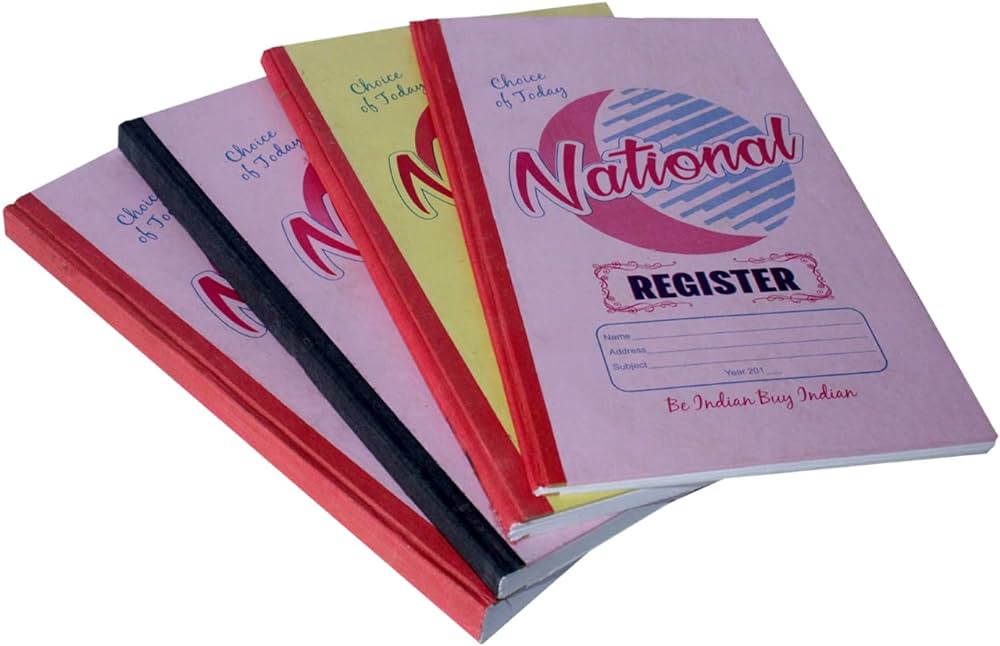 Choice
of Today
National
REGISTER
Name
Address
Subject
Year 201
Be Indian Buy Indian
Choice
of Today
N
Choice
of Today
N
Choice
of To
N